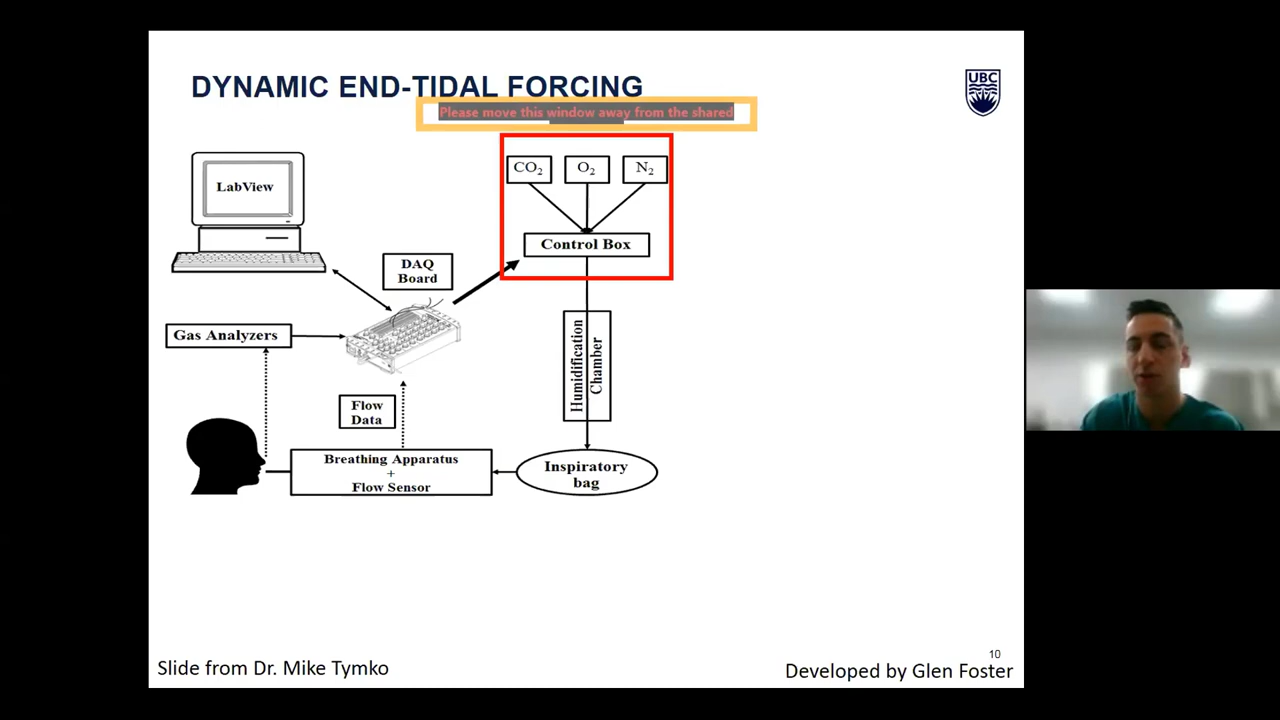 DYNAMIC END-TIDAL FORCING
UBC
Please move this window away from the shared
CO₂
O₂
N₂
LabView
Control Box
DAQ
Board
Gas Analyzers
Humidification
Chamber
Flow
Data
Breathing Apparatus
+
Flow Sensor
Inspiratory
bag
10
Slide from Dr. Mike Tymko
Developed by Glen Foster